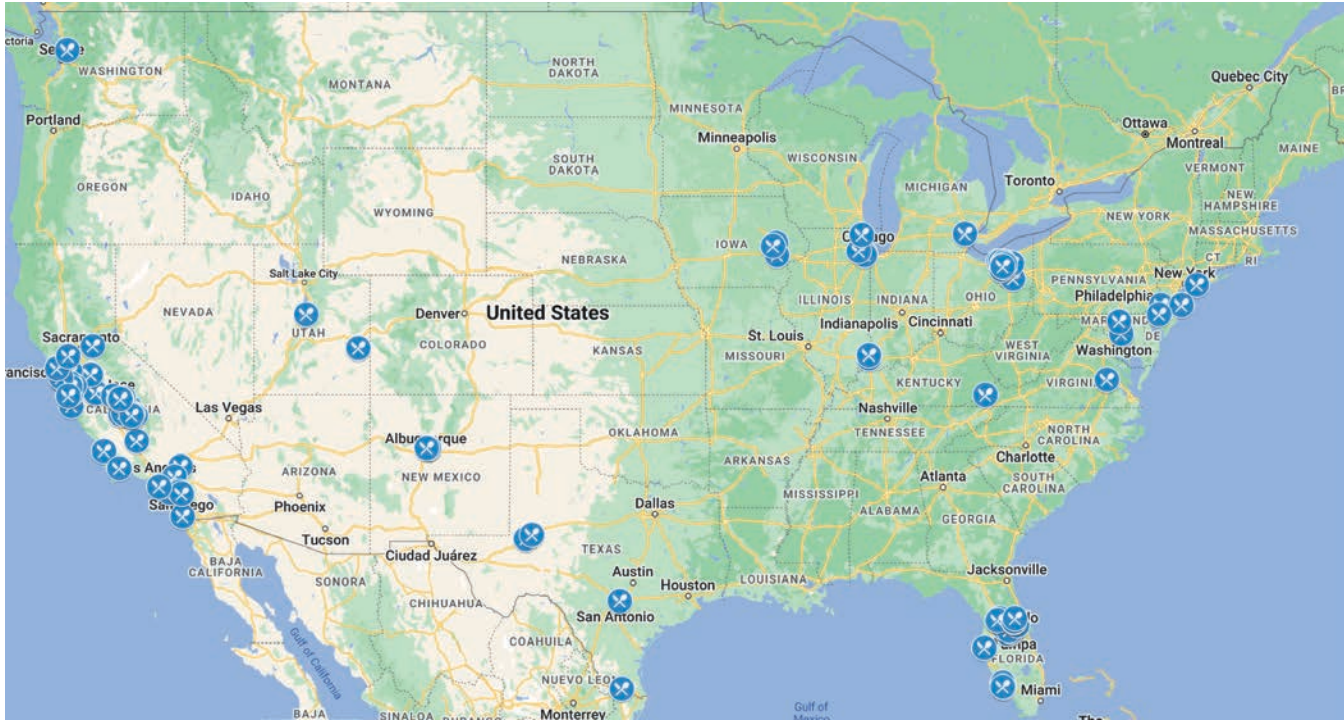 Quebec City
WASHINGTON
NORTH
DAKOTA
MONTANA
MINNESOTA
Ottawa
Montreal
Portland
Minneapolis
MAINE
SOUTH
DAKOTA
WISCONSIN
VERMONT
MICHIGAN
Toronto
OREGON
IDAHO
NEW
HAMPSHIRE
WYOMING
NEW YORK
MASSACHUSETTS
IOWA
CT
RI
NEBRASKA
Salt Lake City
PENNSYLVANIA
New York
ILLINOIS
INDIANA
OHIO
Philadelphia
NEVADA
Denver
United States
UTAH
Indianapolis
Cincinnati
DE
Sacramento
COLORADO
KANSAS
St. Louis
MISSOURI
WEST
VIRGINIA
Washington
KENTUCKY
Las Vegas
Nashville
TENNESSEE
NORTH
CAROLINA
Albuquerque
OKLAHOMA
ARIZONA
NEW MEXICO
ARKANSAS
Charlotte
Atlanta
SOUTH
CAROLINA
Phoenix
Dallas
MISSISSIPPI
ALABAMA
GEORGIA
Tucson
Ciudad Juárez
TEXAS
BAJA
CALIFORNIA
SONORA
Austin
Houston
LOUISIANA
Jacksonville
CHIHUAHUA
San Antonio
COAHUILA
Gulf of California
FLORIDA
Miami
Monterrey
BAJA
SINALOA
Gulf of
The